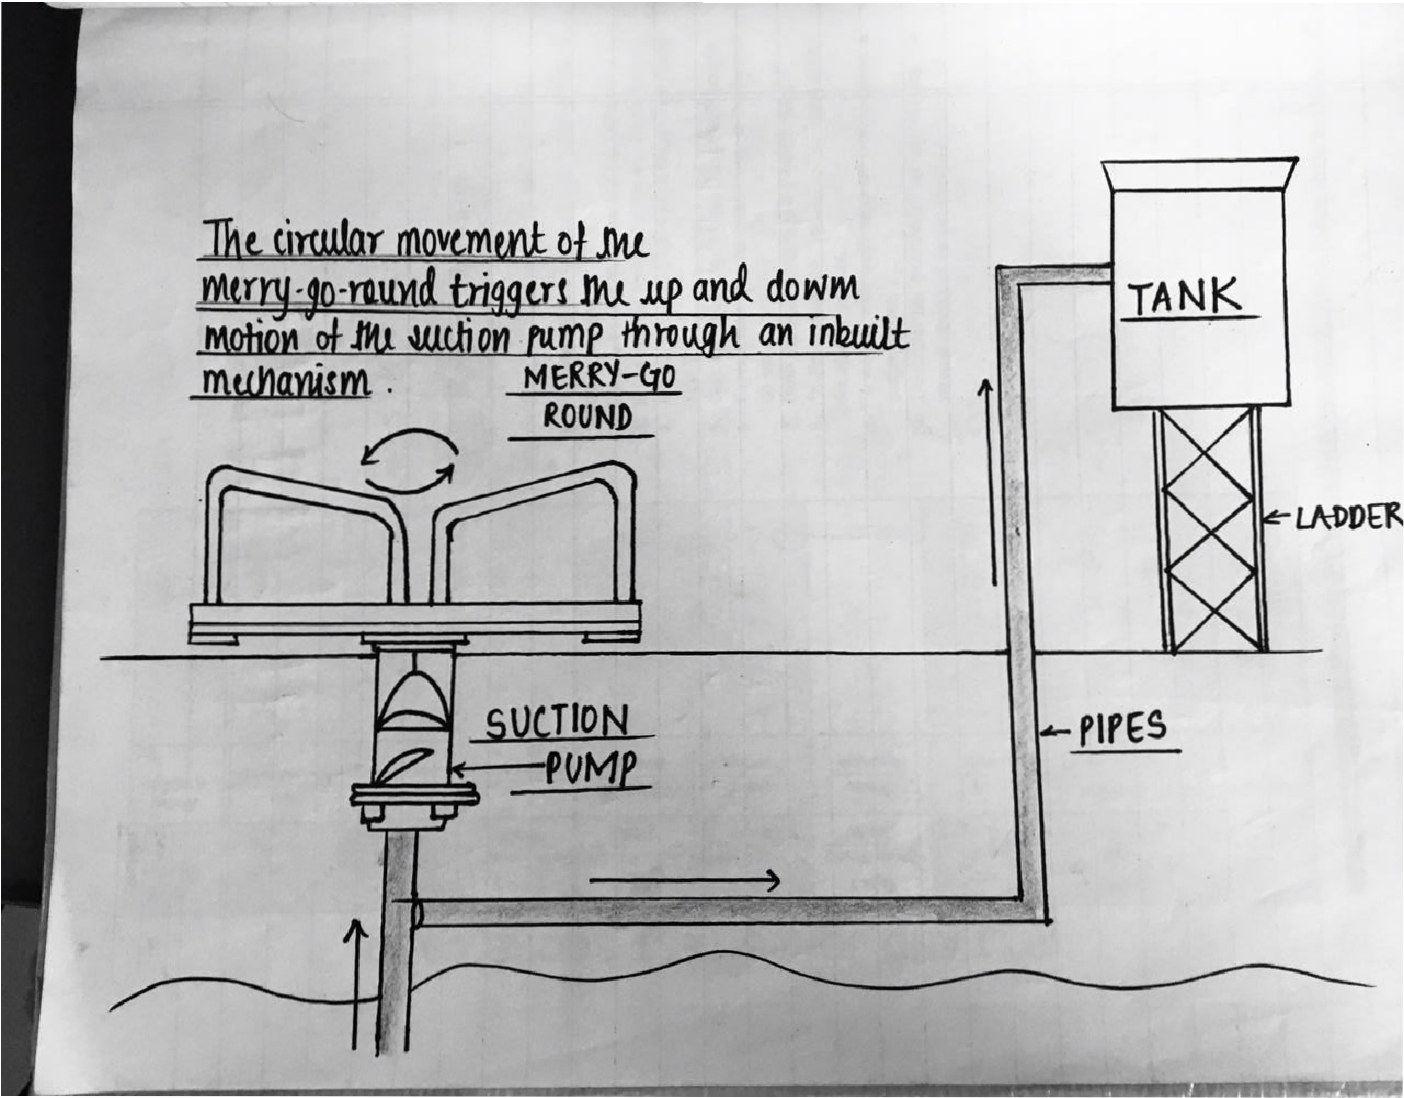 The circular movement of the
merry-go-round triggers the up and dowm
motion of the suction pump through an inbuilt
mechanism.
MERRY-GO
ROUND
TANK
LADDER
SUCTION
PUMP
PIPES